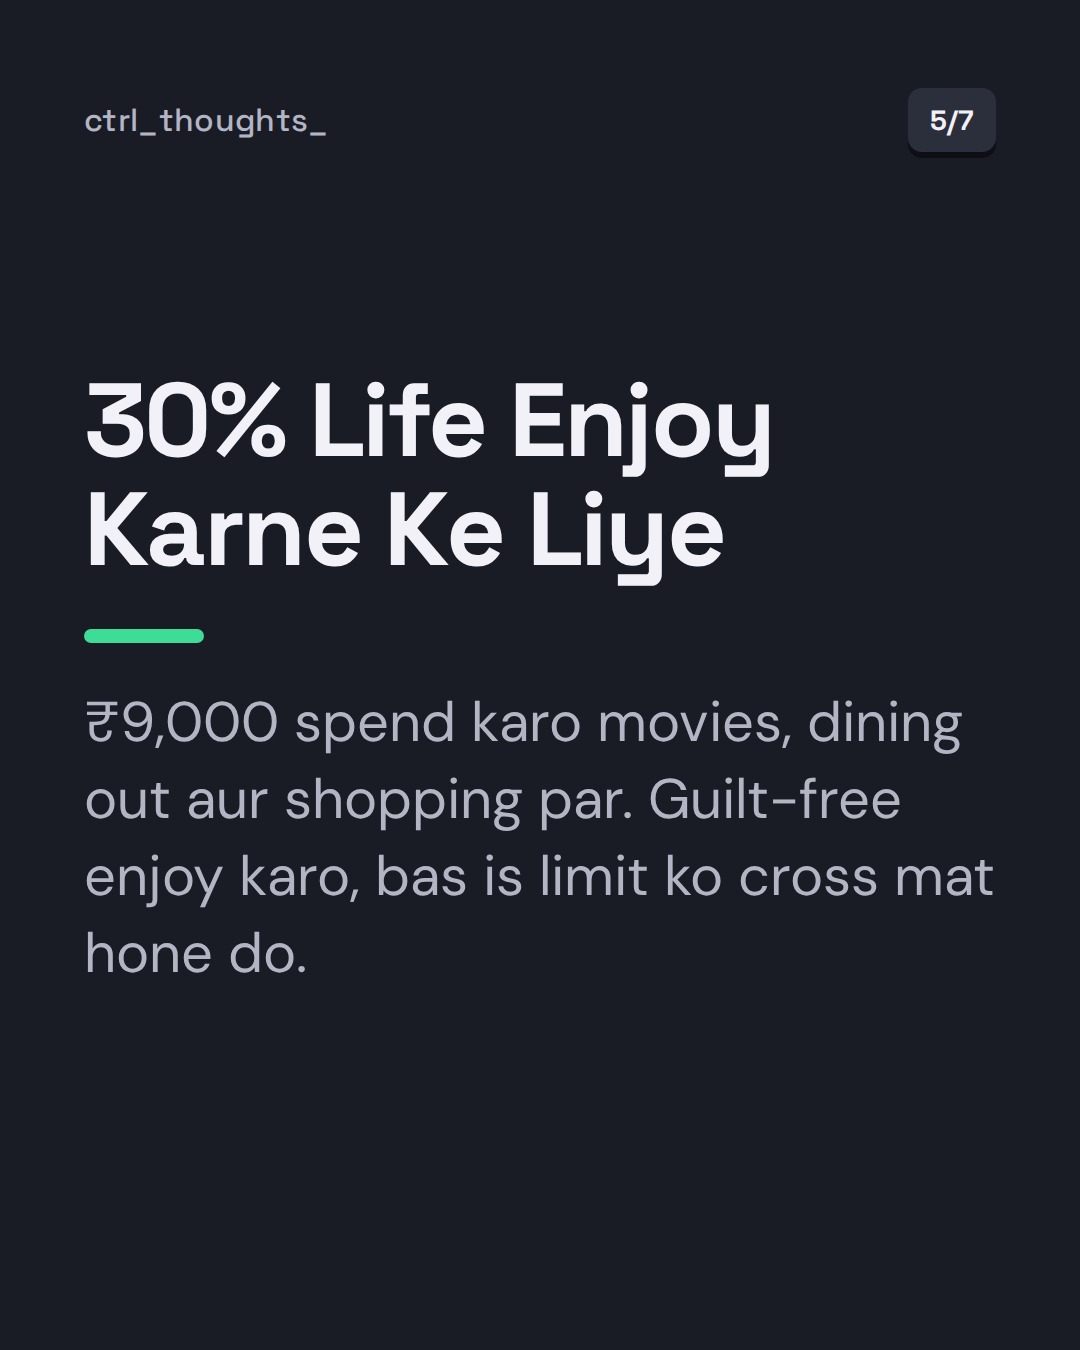 ctrl_thoughts_
5/7
30% Life Enjoy
Karne Ke Liye
₹9,000 spend karo movies, dining
out aur shopping par. Guilt-free
enjoy karo, bas is limit ko cross mat
hone do.